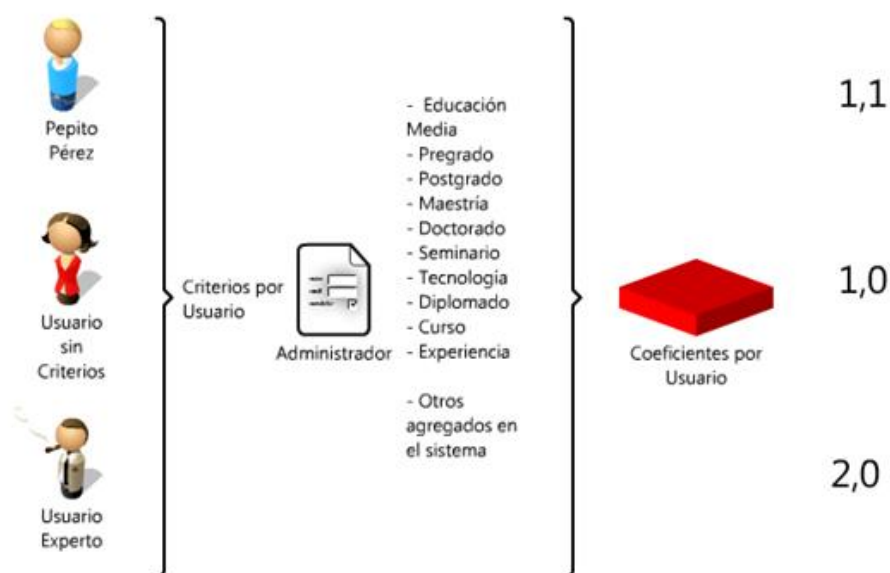 Pepito
Pérez
Usuario
sin
Criterios
Usuario
Experto
Criterios por
Usuario
Administrador
- Educación
Media
- Pregrado
- Postgrado
- Maestría
- Doctorado
- Seminario
- Tecnología
- Diplomado
- Curso
- Experiencia
- Otros
agregados en
el sistema
Coeficientes por
Usuario
1,1
1,0
2,0